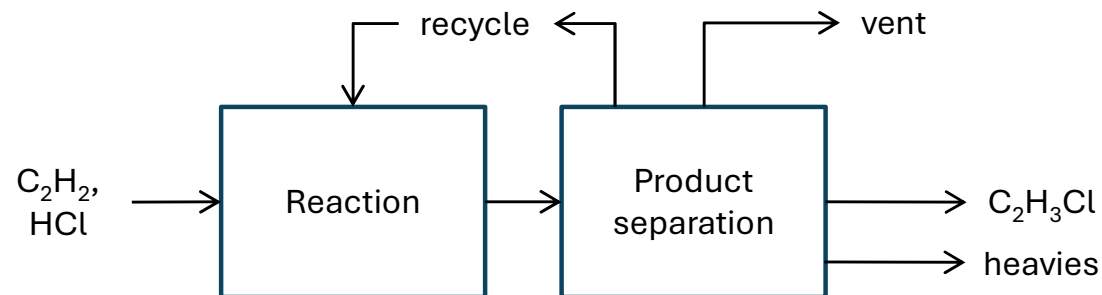 recycle
vent
C₂H₂,
HCl
Reaction
Product
separation
C₂H₃Cl
heavies